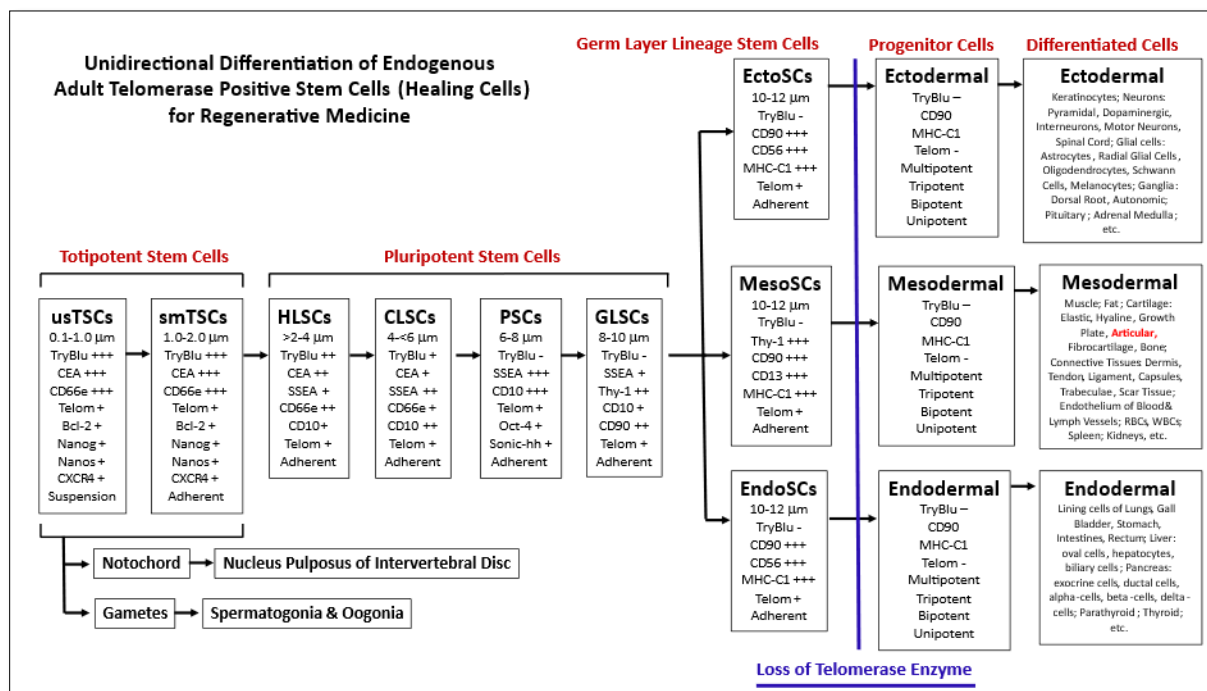 Unidirectional Differentiation of Endogenous
Adult Telomerase Positive Stem Cells (Healing Cells)
for Regenerative Medicine
Germ Layer Lineage Stem Cells
Progenitor Cells
Differentiated Cells
EctoSCs
10-12 µm
TryBlu -
CD90 +++
CD56 +++
MHC-C1 +++
Telom +
Adherent
Ectodermal
TryBlu –
CD90
MHC-C1
Telom -
Multipotent
Tripotent
Bipotent
Unipotent
Ectodermal
Keratinocytes; Neurons:
Pyramidal, Dopaminergic,
Interneurons, Motor Neurons,
Spinal Cord; Glial cells:
Astrocytes, Radial Glial Cells,
Oligodendrocytes, Schwann
Cells, Melanocytes; Ganglia:
Dorsal Root, Autonomic;
Pituitary; Adrenal Medulla;
etc.
Totipotent Stem Cells
Pluripotent Stem Cells
usTSCs
0.1-1.0 µm
TryBlu +++
CEA +++
CD66e +++
Telom +
Bcl-2 +
Nanog +
Nanos +
CXCR4 +
Suspension
smTSCs
1.0-2.0 µm
TryBlu +++
CEA +++
CD66e +++
Telom +
Bcl-2 +
Nanog +
Nanos +
CXCR4 +
Adherent
HLSCs
>2-4 µm
TryBlu ++
CEA ++
SSEA +
CD66e ++
CD10+
Telom +
Adherent
CLSCs
4-<6 µm
TryBlu +
CEA +
SSEA ++
CD66e +
CD10 ++
Telom +
Adherent
PSCs
6-8 µm
TryBlu -
SSEA +++
CD10 +++
Telom +
Oct-4 +
Sonic-hh +
Adherent
GLSCs
8-10 µm
TryBlu -
SSEA +
Thy-1 ++
CD10 +
CD90 ++
Telom +
Adherent
MesoSCs
10-12 µm
TryBlu -
Thy-1 +++
CD90 +++
CD13 +++
MHC-C1 +++
Telom +
Adherent
Mesodermal
TryBlu –
CD90
MHC-C1
Telom -
Multipotent
Tripotent
Bipotent
Unipotent
Mesodermal
Muscle; Fat; Cartilage:
Elastic, Hyaline, Growth
Plate, Articular,
Fibrocartilage, Bone;
Connective Tissues: Dermis,
Tendon, Ligament, Capsules,
Trabeculae, Scar Tissue;
Endothelium of Blood&
Lymph Vessels; RBCs, WBCs;
Spleen; Kidneys, etc.
EndoSCs
10-12 µm
TryBlu -
CD90 +++
CD56 +++
MHC-C1 +++
Telom +
Adherent
Endodermal
TryBlu –
CD90
MHC-C1
Telom -
Multipotent
Tripotent
Bipotent
Unipotent
Endodermal
Lining cells of Lungs, Gall
Bladder, Stomach,
Intestines, Rectum; Liver:
oval cells, hepatocytes,
biliary cells; Pancreas:
exocrine cells, ductal cells,
alpha-cells, beta-cells, delta-
cells; Parathyroid; Thyroid;
etc.
Notochord
Nucleus Pulposus of Intervertebral Disc
Gametes
Spermatogonia & Oogonia
Loss of Telomerase Enzyme